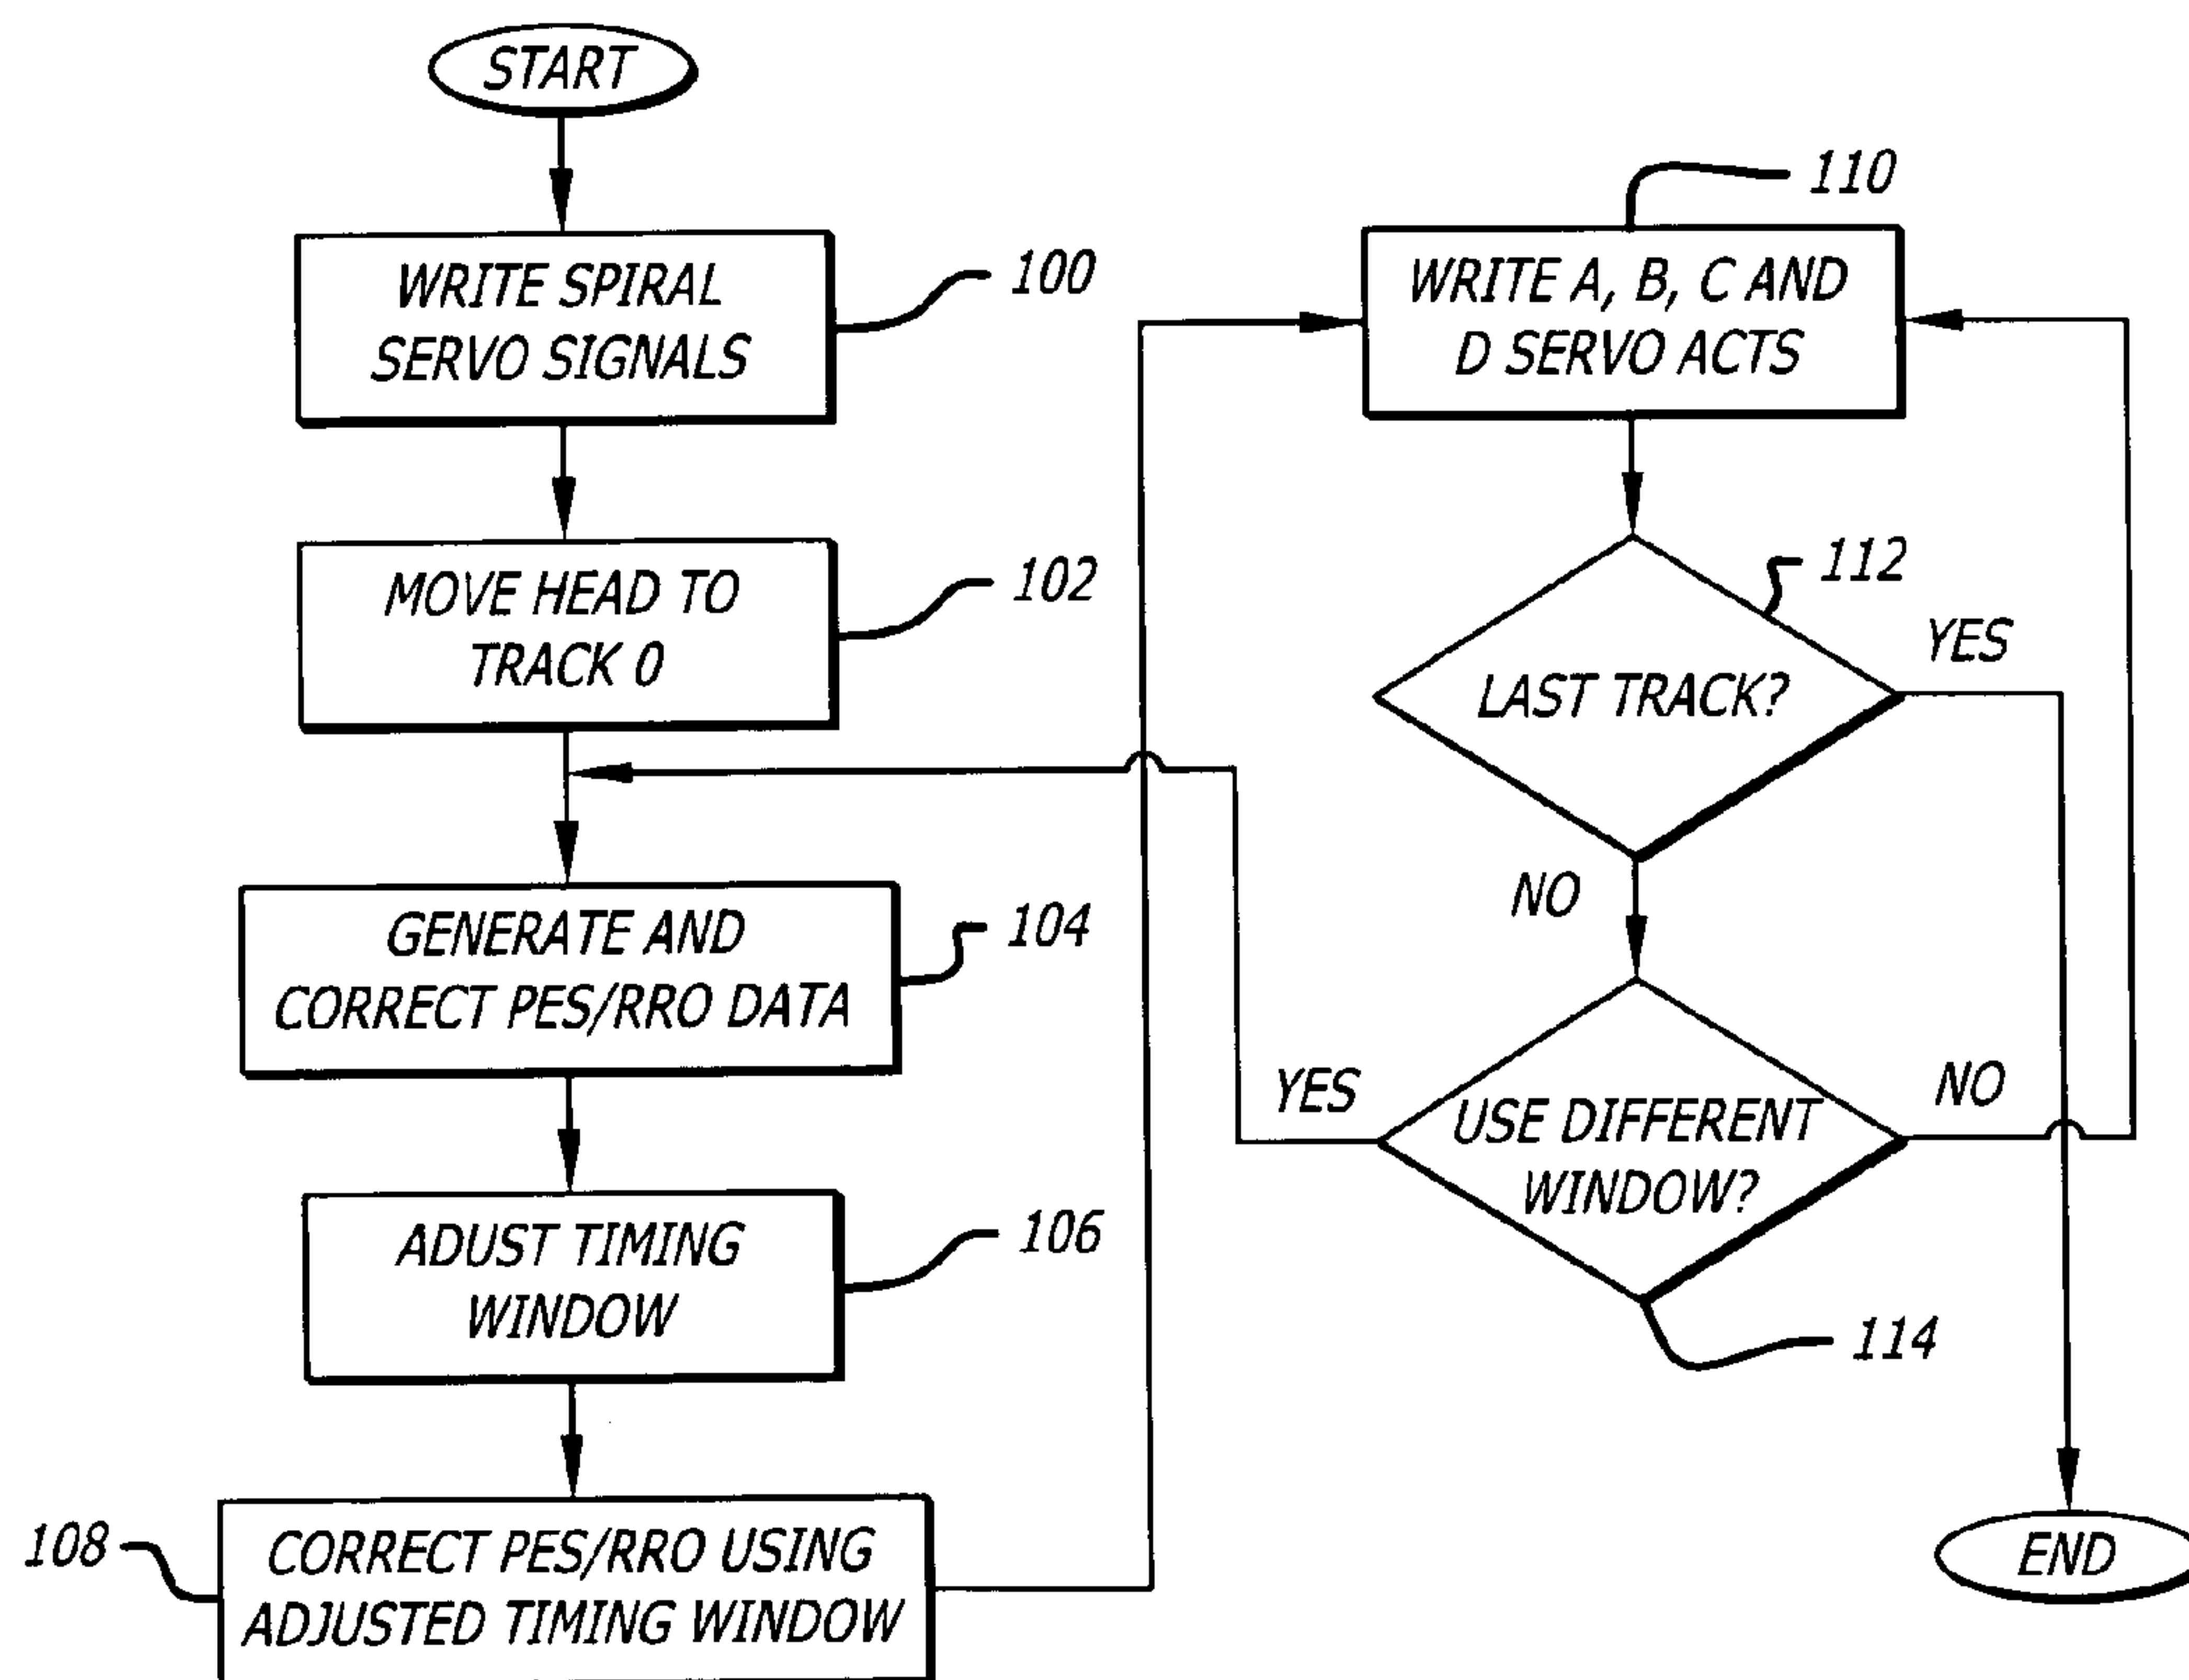 START
WRITE SPIRAL
SERVO SIGNALS
100
MOVE HEAD TO
TRACK 0
102
GENERATE AND
CORRECT PES/RRO DATA
104
ADUST TIMING
WINDOW
106
CORRECT PES/RRO USING
ADJUSTED TIMING WINDOW
108
WRITE A, B, C AND
D SERVO ACTS
110
LAST TRACK?
112
YES
NO
USE DIFFERENT
WINDOW?
114
YES
NO
END